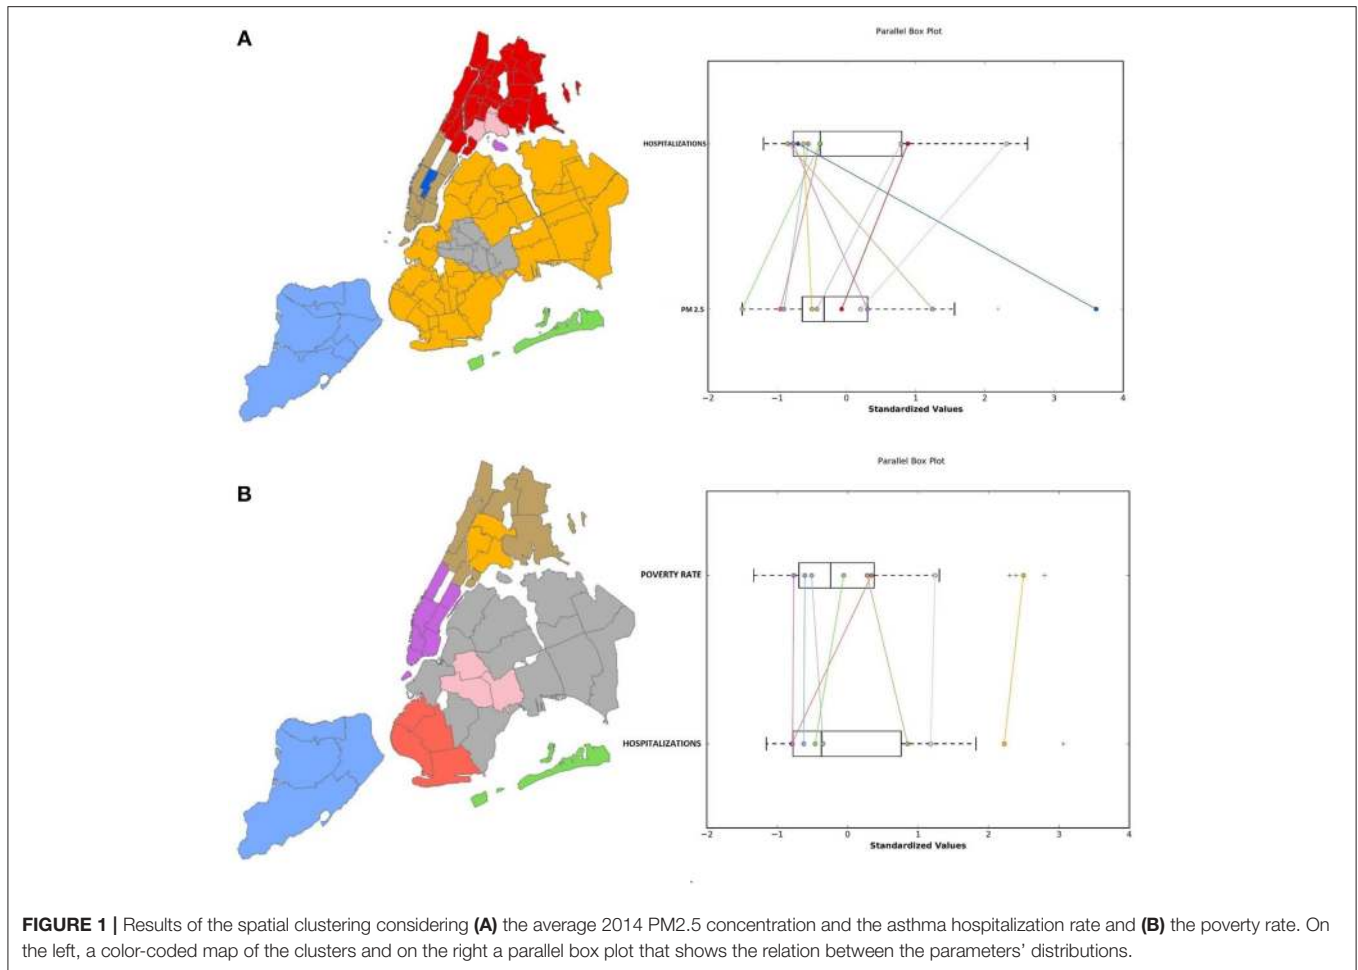 A
Parallel Box Plot
HOSPITALIZATIONS
PM 2.5
−2 −1 0 1 2 3 4
Standardized Values
B
Parallel Box Plot
POVERTY RATE
HOSPITALIZATIONS
−2 −1 0 1 2 3 4
Standardized Values
FIGURE 1 | Results of the spatial clustering considering (A) the average 2014 PM2.5 concentration and the asthma hospitalization rate and (B) the poverty rate. On
the left, a color-coded map of the clusters and on the right a parallel box plot that shows the relation between the parameters’ distributions.